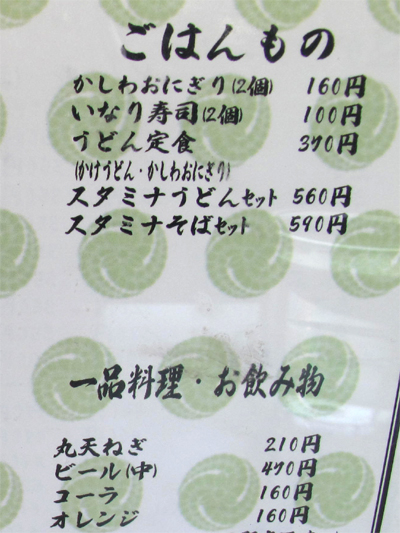 ごはんもの
かしわおにぎり(2個) 160円
いなり寿司(2個) 100円
うどん定食 370円
(かけうどん・かしわおにぎり)
スタミナうどんセット 560円
スタミナそばセット 590円
一品料理・お飲み物
丸天ねぎ 210円
ビール(中) 470円
コーラ 160円
オレンジ 160円